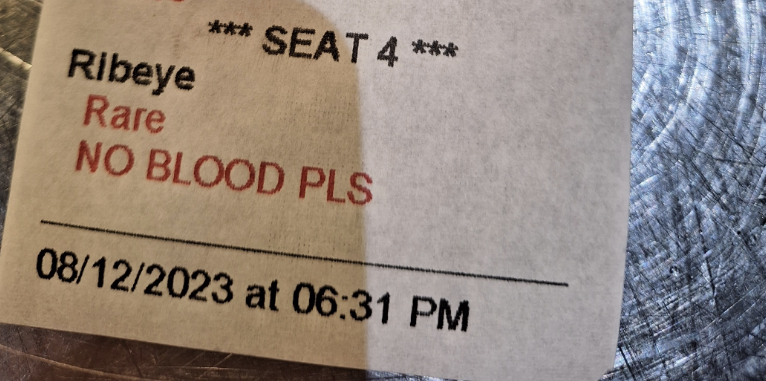 *** SEAT 4 ***
Ribeye
Rare
NO BLOOD PLS
08/12/2023 at 06:31 PM